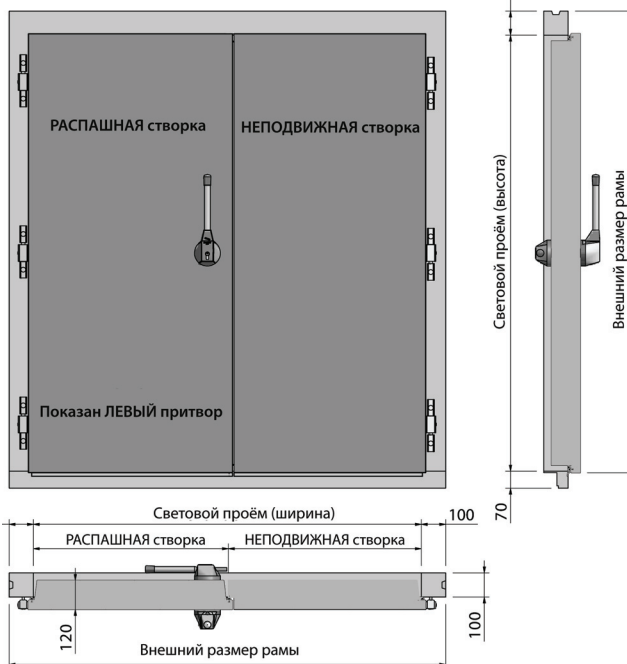 РАСПАШНАЯ створка
НЕПОДВИЖНАЯ створка
Показан ЛЕВЫЙ притвор
Световой проём (высота)
Внешний размер рамы
70
Световой проём (ширина)
100
РАСПАШНАЯ створка
НЕПОДВИЖНАЯ створка
120
100
Внешний размер рамы